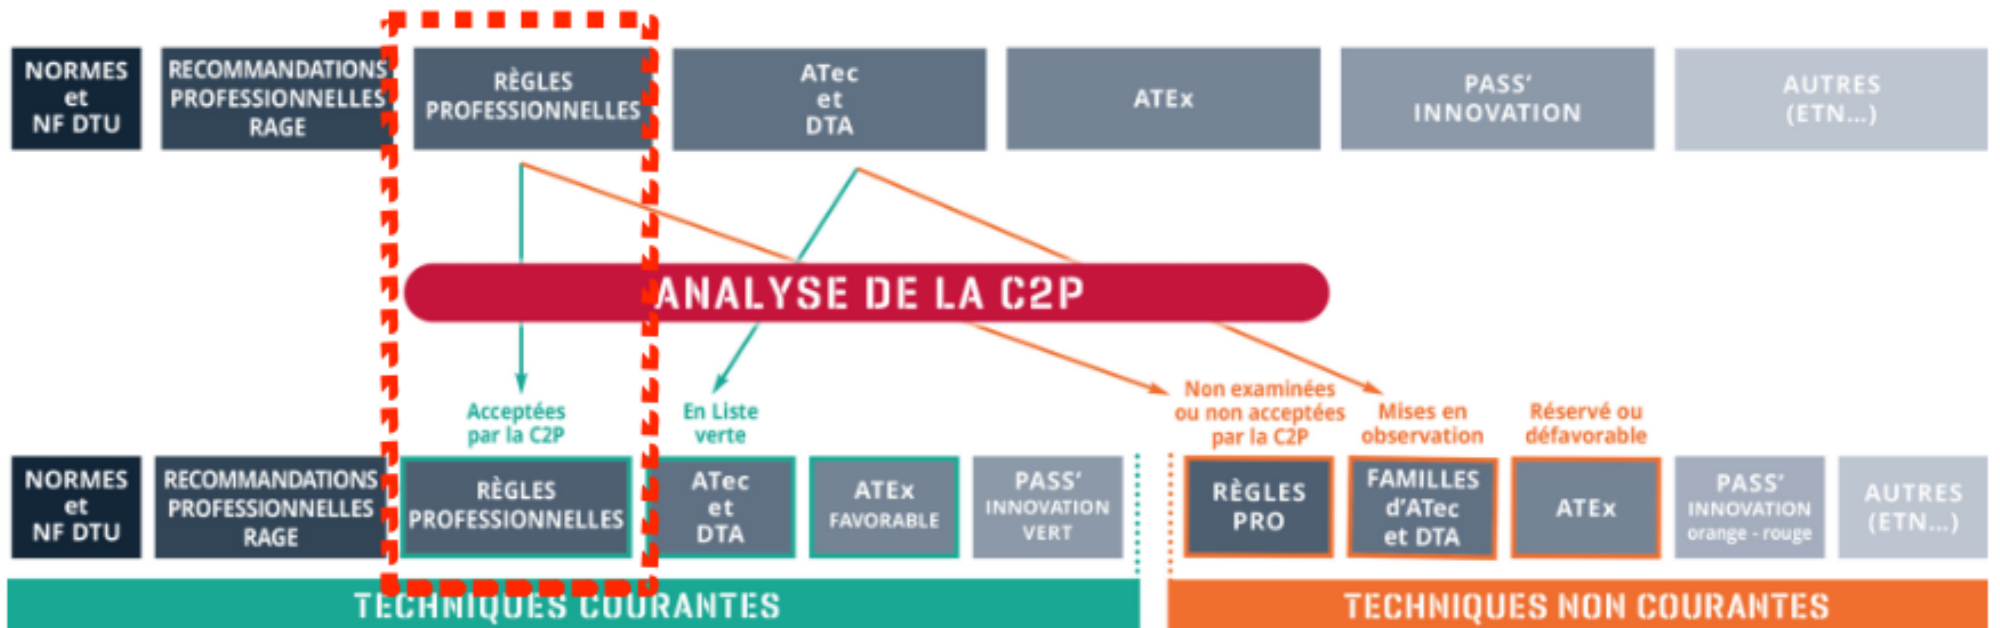 NORMES
et
NF DTU
RECOMMANDATIONS
PROFESSIONNELLES
RAGE
RÈGLES
PROFESSIONNELLES
ATec
et
DTA
ATEx
PASS'
INNOVATION
AUTRES
(ETN...)
ANALYSE DE LA C2P
Acceptées
par la C2P
En Liste
verte
Non examinées
ou non acceptées
par la C2P
Mises en
observation
Réservé ou
défavorable
NORMES
et
NF DTU
RECOMMANDATIONS
PROFESSIONNELLES
RAGE
RÈGLES
PROFESSIONNELLES
ATec
et
DTA
ATEx
FAVORABLE
PASS'
INNOVATION
VERT
RÈGLES
PRO
FAMILLES
d'ATec
et DTA
ATEx
PASS'
INNOVATION
orange - rouge
AUTRES
(ETN...)
TECHNIQUES COURANTES
TECHNIQUES NON COURANTES